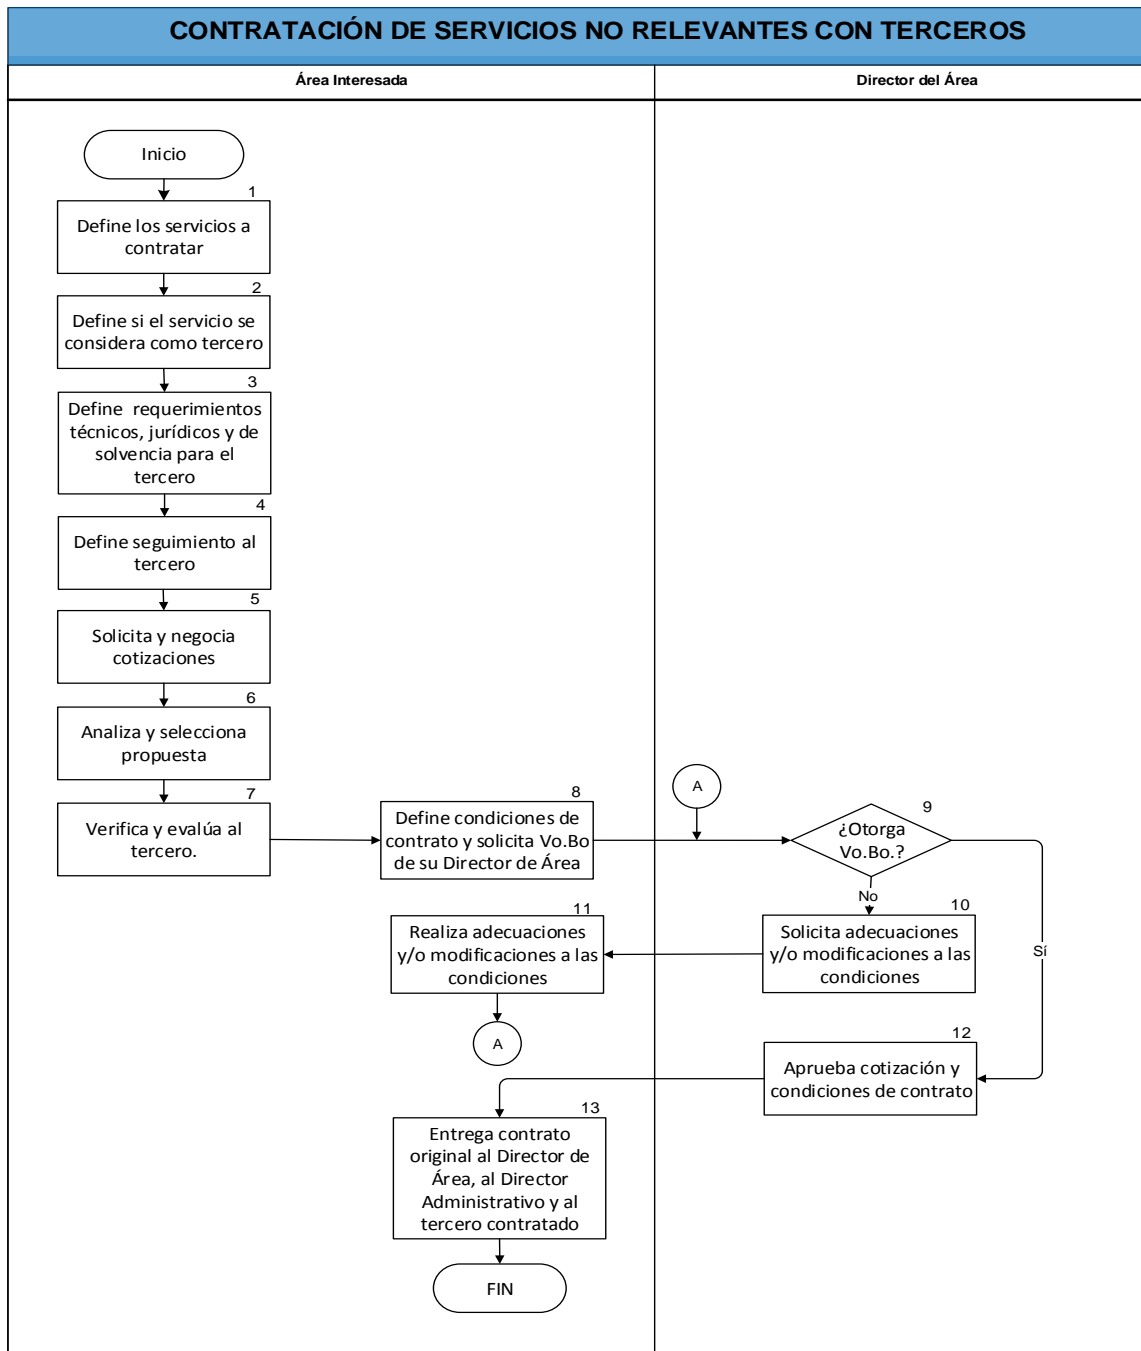 CONTRATACIÓN DE SERVICIOS NO RELEVANTES CON TERCEROS
Área Interesada
Director del Área
Inicio
1
Define los servicios a
contratar
2
Define si el servicio se
considera como tercero
3
Define requerimientos
técnicos, jurídicos y de
solvencia para el
tercero
4
Define seguimiento al
tercero
5
Solicita y negocia
cotizaciones
6
Analiza y selecciona
propuesta
7
Verifica y evalúa al
tercero.
8
Define condiciones de
contrato y solicita Vo.Bo
de su Director de Área
A
9
¿Otorga
Vo.Bo.?
No
Sí
10
Solicita adecuaciones
y/o modificaciones a las
condiciones
11
Realiza adecuaciones
y/o modificaciones a las
condiciones
A
12
Aprueba cotización y
condiciones de contrato
13
Entrega contrato
original al Director de
Área, al Director
Administrativo y al
tercero contratado
FIN